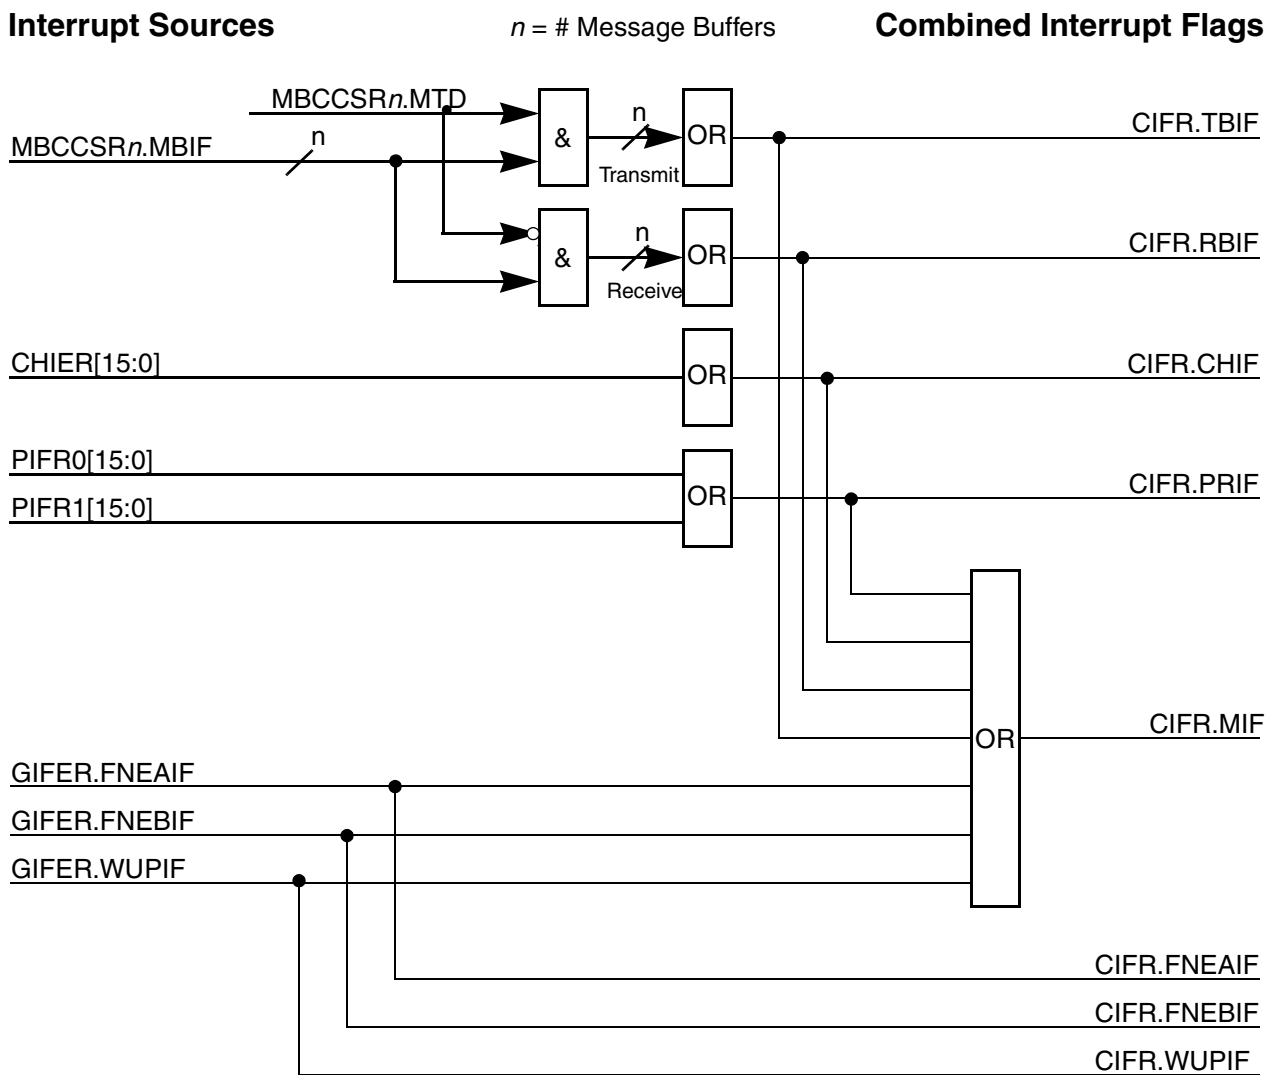 Interrupt Sources
n = # Message Buffers
Combined Interrupt Flags
MBCCSRn.MTD
MBCCSRn.MBIF
n
&
n
Transmit
OR
CIFR.TBIF
&
n
Receive
OR
CIFR.RBIF
CHIER[15:0]
OR
CIFR.CHIF
PIFR0[15:0]
PIFR1[15:0]
OR
CIFR.PRIF
OR
CIFR.MIF
GIFER.FNEAIF
GIFER.FNEBIF
GIFER.WUPIF
CIFR.FNEAIF
CIFR.FNEBIF
CIFR.WUPIF